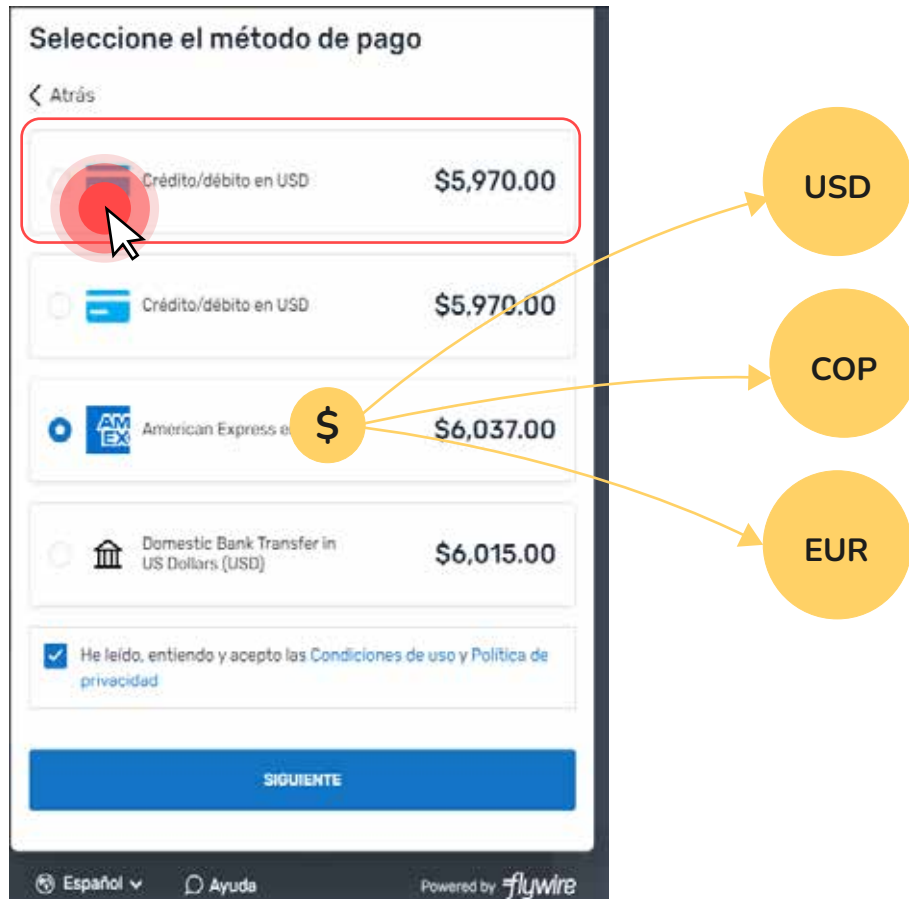 Seleccione el método de pago
Atrás
Crédito/débito en USD $5,970.00
Crédito/débito en USD $5,970.00
American Express e $6,037.00
$
Domestic Bank Transfer in
US Dollars (USD) $6,015.00
He leído, entiendo y acepto las Condiciones de uso y Política de
privacidad
SIGUIENTE
Español Ayuda Powered by flywire
USD
COP
EUR
AM
EX